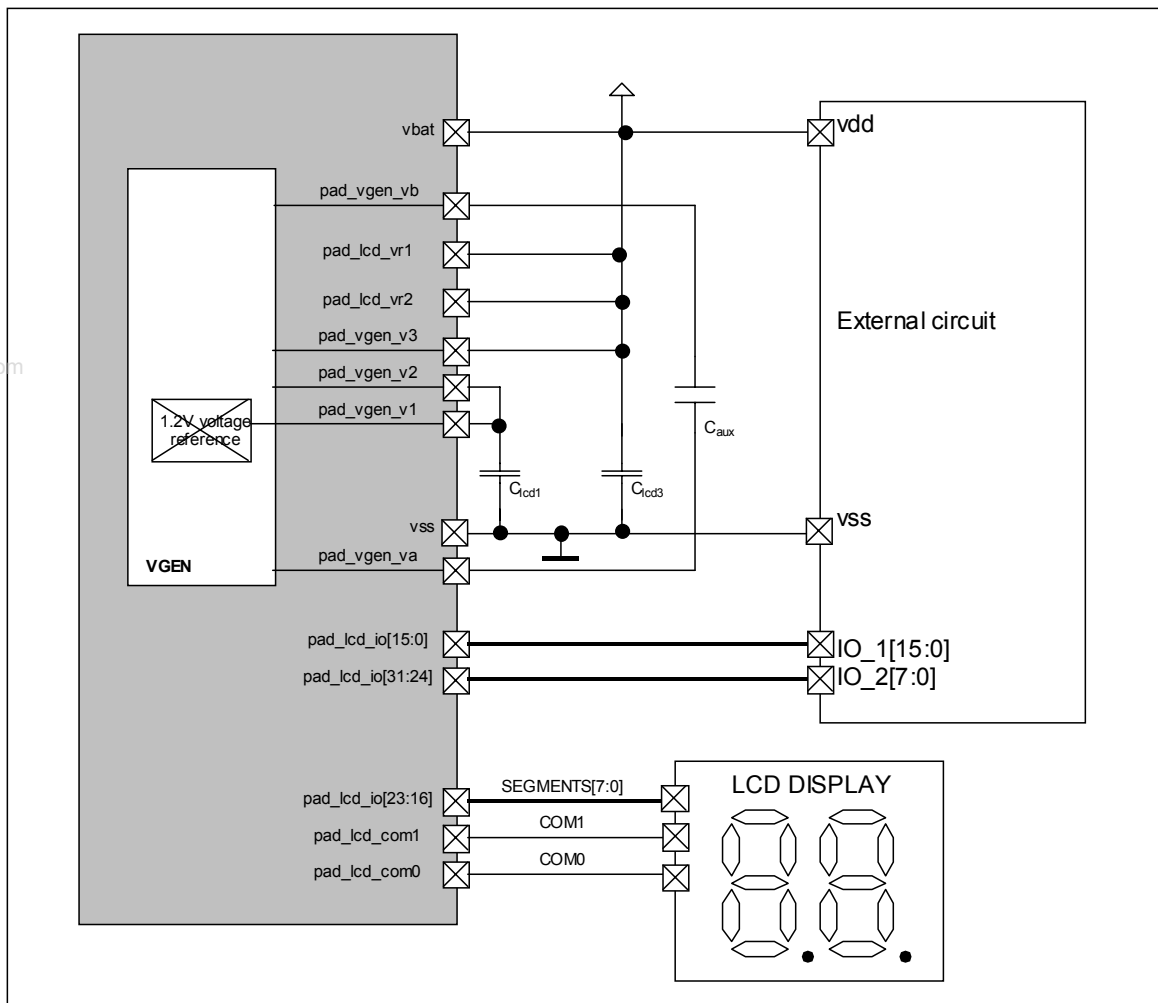 vbat
vdd
pad_vgen_vb
pad_lcd_vr1
pad_lcd_vr2
External circuit
pad_vgen_v3
om
pad_vgen_v2
pad_vgen_v1
1.2V voltage
reference
Caux
Clcd1
Clcd3
vss
vss
pad_vgen_va
VGEN
pad_lcd_io[15:0]
IO_1[15:0]
pad_lcd_io[31:24]
IO_2[7:0]
LCD DISPLAY
SEGMENTS[7:0]
pad_lcd_io[23:16]
COM1
pad_lcd_com1
COM0
pad_lcd_com0